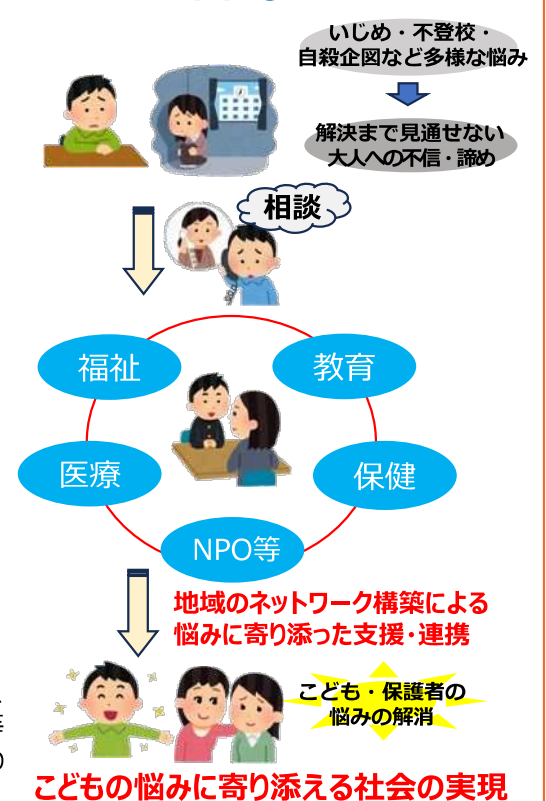 いじめ・不登校・
自殺企図など多様な悩み
解決まで見通せない
大人への不信・諦め
相談
福祉
教育
医療
保健
NPO等
地域のネットワーク構築による
悩みに寄り添った支援・連携
こども・保護者の
悩みの解消
こどもの悩みに寄り添える社会の実現